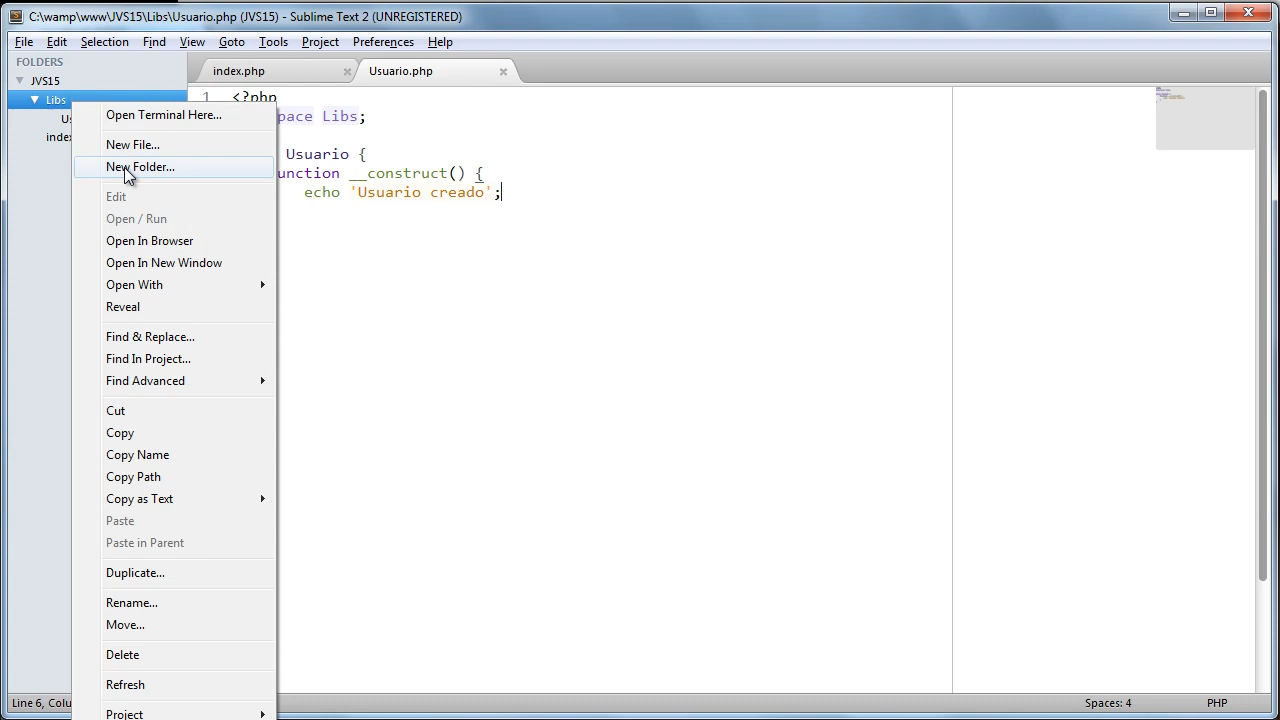 C:\wamp\www\JVS15\Libs\Usuario.php (JVS15) - Sublime Text 2 (UNREGISTERED)
File Edit Selection Find View Goto Tools Project Preferences Help
FOLDERS
JVS15
Libs
index
index.php
Usuario.php
1 <?php
pace Libs;
Usuario {
unction __construct() {
echo 'Usuario creado';
Open Terminal Here...
New File...
New Folder...
Edit
Open / Run
Open In Browser
Open In New Window
Open With
Reveal
Find & Replace...
Find In Project...
Find Advanced
Cut
Copy
Copy Name
Copy Path
Copy as Text
Paste
Paste in Parent
Duplicate...
Rename...
Move...
Delete
Refresh
Project
Line 6, Colu
Spaces: 4
PHP